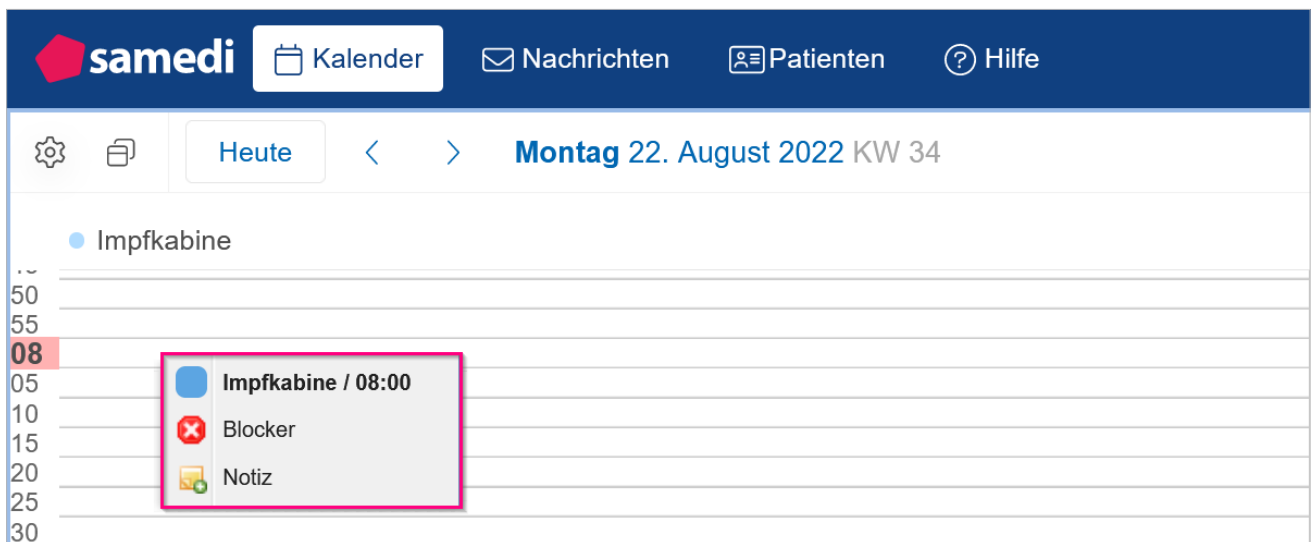 samedi Kalender Nachrichten Patienten Hilfe
Heute Montag 22. August 2022 KW 34
Impfkabine
50
55
08
05
Impfkabine / 08:00
10
Blocker
15
20
Notiz
25
30